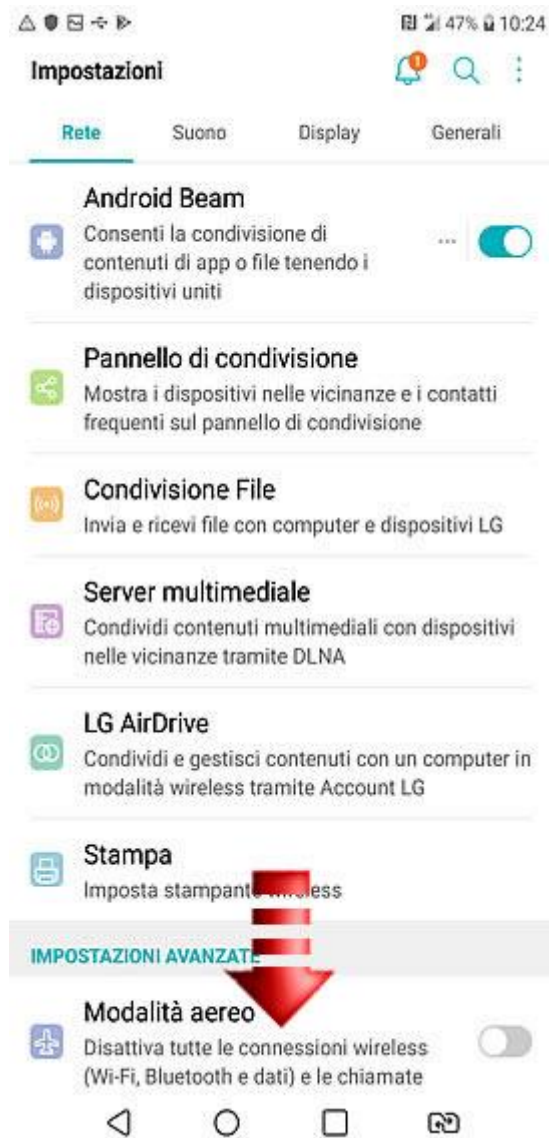 47% 10:24
Impostazioni
1
Rete Suono Display Generali
Android Beam
Consenti la condivisione di
contenuti di app o file tenendo i
dispositivi uniti
Pannello di condivisione
Mostra i dispositivi nelle vicinanze e i contatti
frequenti sul pannello di condivisione
Condivisione File
Invia e ricevi file con computer e dispositivi LG
Server multimediale
Condividi contenuti multimediali con dispositivi
nelle vicinanze tramite DLNA
LG AirDrive
Condividi e gestisci contenuti con un computer in
modalità wireless tramite Account LG
Stampa
Imposta stampante wireless
IMPOSTAZIONI AVANZATE
Modalità aereo
Disattiva tutte le connessioni wireless
(Wi-Fi, Bluetooth e dati) e le chiamate